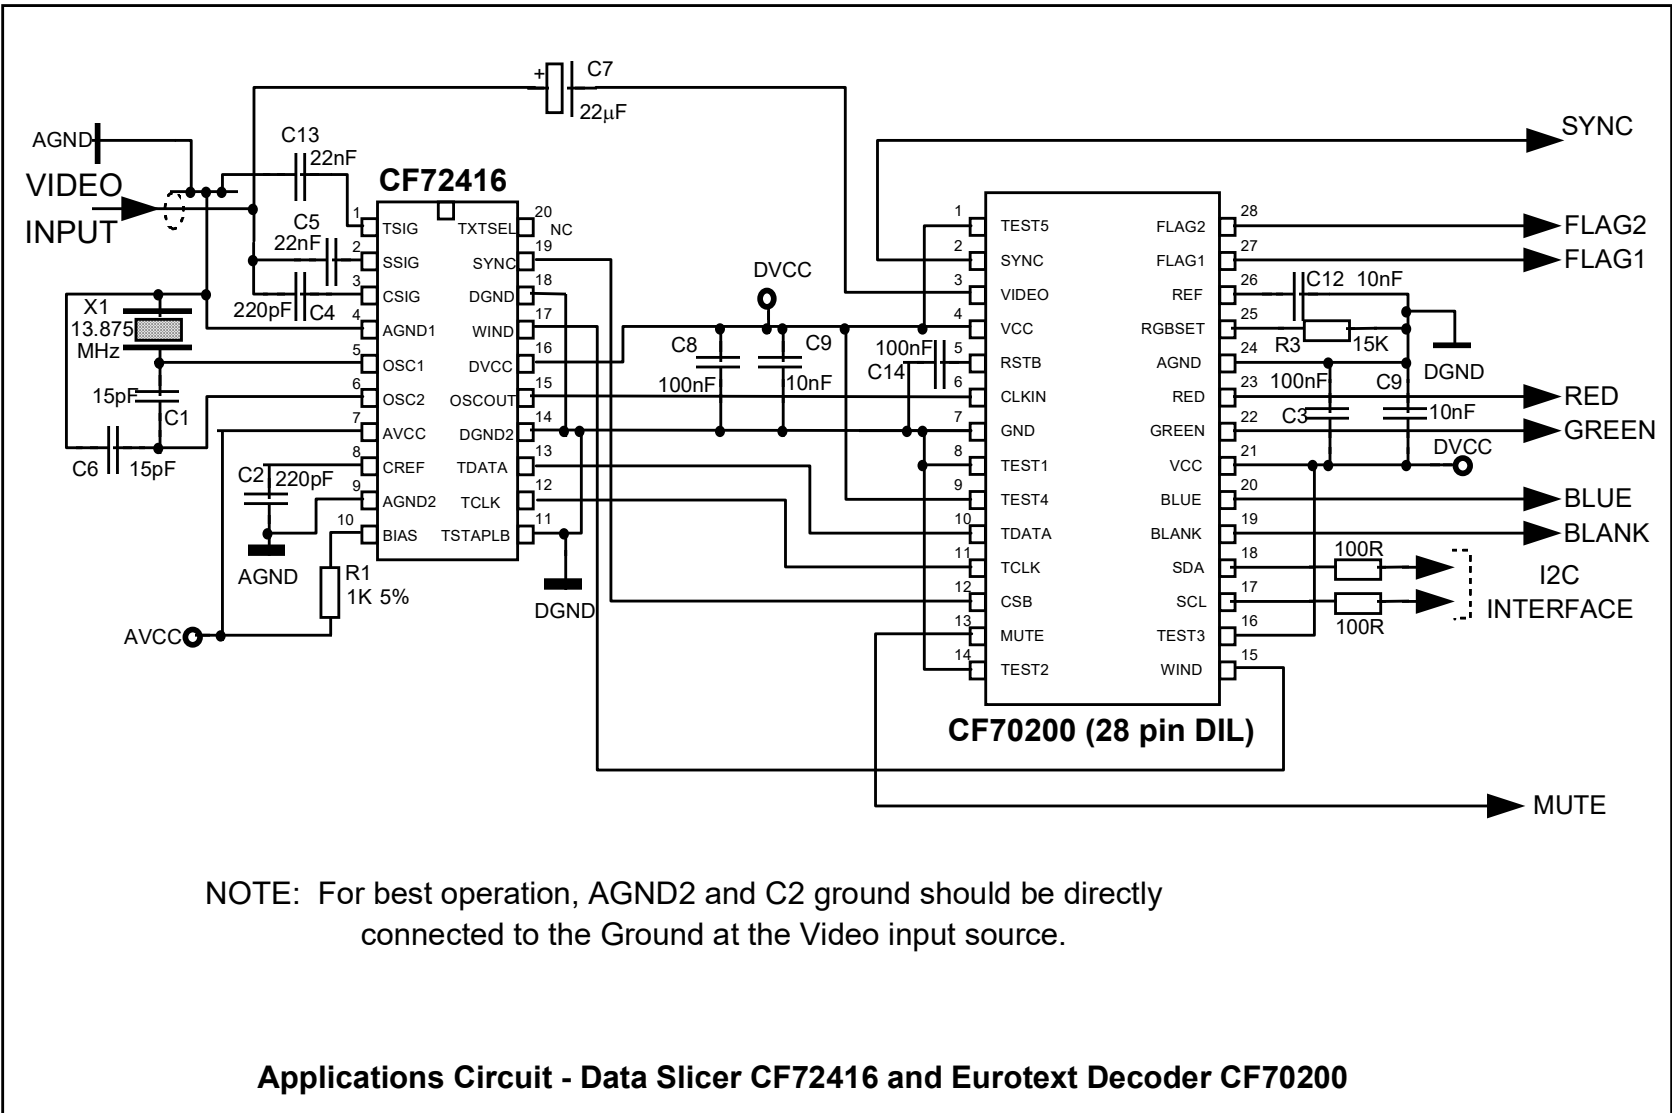 C7
+
22µF
AGND
C13
22nF
SYNC
VIDEO
INPUT
CF72416
C5
22nF
220pF C4
X1
13.875
MHz
15pF
C1
C6 15pF
C2 220pF
AGND
R1
1K 5%
AVCC
1 TSIG
2 SSIG
3 CSIG
4 AGND1
5 OSC1
6 OSC2
7 AVCC
8 CREF
9 AGND2
10 BIAS
TXTSEL 20
NC
SYNC 19
DGND 18
WIND 17
DVCC 16
OSCOUT 15
DGND2 14
TDATA 13
TCLK 12
TSTAPLB 11
DGND
DVCC
C8
100nF
C9
10nF
100nF
C14
1 TEST5
2 SYNC
3 VIDEO
4 VCC
5 RSTB
6 CLKIN
7 GND
8 TEST1
9 TEST4
10 TDATA
11 TCLK
12 CSB
13 MUTE
14 TEST2
FLAG2 28
FLAG1 27
REF 26
RGBSET 25
AGND 24
RED 23
GREEN 22
VCC 21
BLUE 20
BLANK 19
SDA 18
SCL 17
TEST3 16
WIND 15
CF70200 (28 pin DIL)
FLAG2
FLAG1
C12 10nF
R3 15K
DGND
100nF C9
C3 10nF
RED
GREEN
DVCC
BLUE
BLANK
100R
I2C
INTERFACE
100R
MUTE
NOTE: For best operation, AGND2 and C2 ground should be directly
connected to the Ground at the Video input source.
Applications Circuit - Data Slicer CF72416 and Eurotext Decoder CF70200